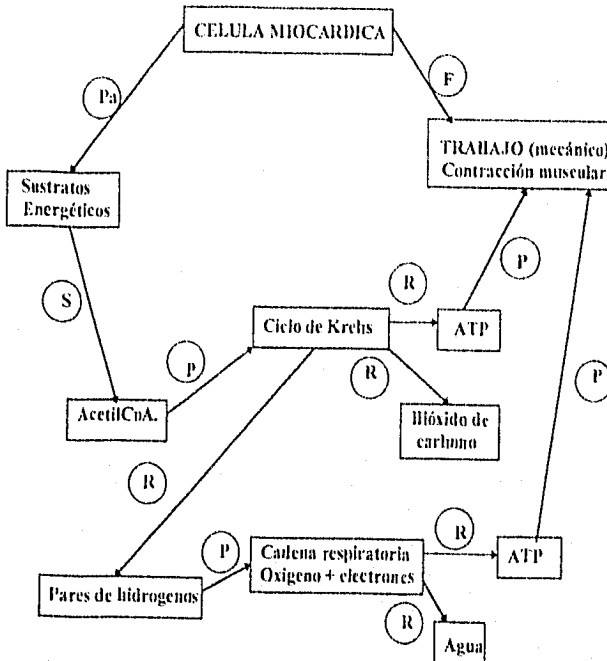 CELULA MIOCARDICA
Pa
F
TRABAJO (mecánico)
Contracción muscular
Sustratos
Energéticos
S
R
P
Ciclo de Krebs
ATP
P
R
P
AcetilCoA.
Dióxido de
carbono
R
P
Cadena respiratoria
Oxigeno + electrones
R
ATP
Pares de hidrogenos
R
Agua